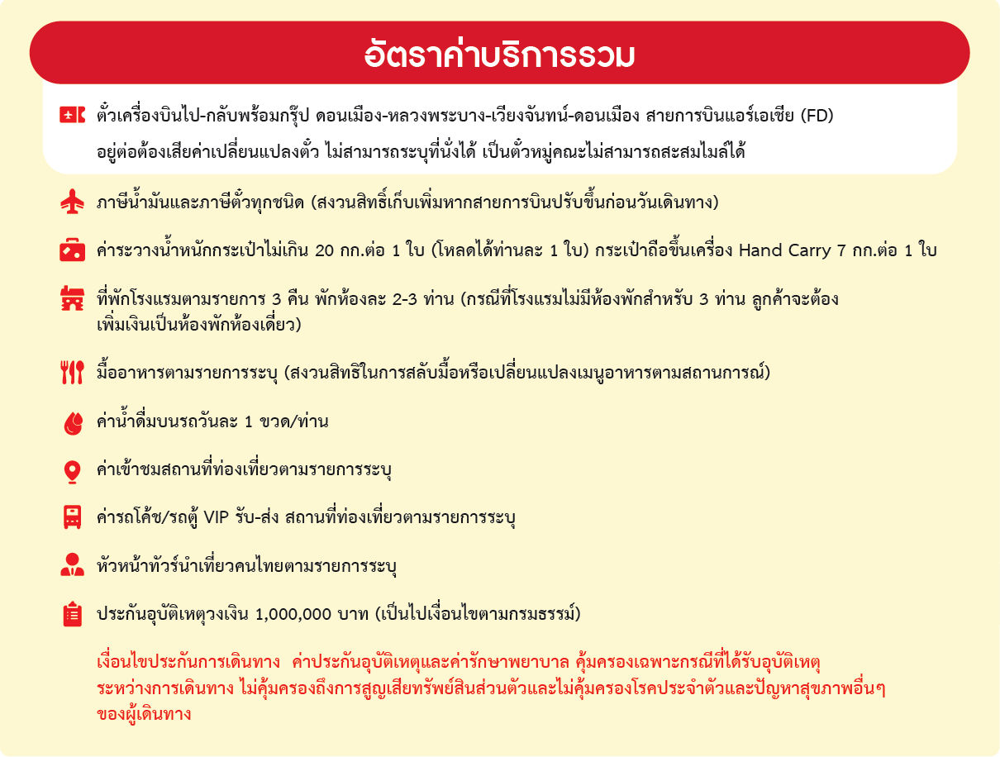 อัตราค่าบริการรวม
ตั๋วเครื่องบินไป-กลับพร้อมกรุ๊ป ดอนเมือง-หลวงพระบาง-เวียงจันทน์-ดอนเมือง สายการบินแอร์เอเชีย (FD)
อยู่ต่อต้องเสียค่าเปลี่ยนแปลงตั๋ว ไม่สามารถระบุที่นั่งได้ เป็นตั๋วหมู่คณะไม่สามารถสะสมไมล์ได้
ภาษีน้ำมันและภาษีตั๋วทุกชนิด (สงวนสิทธิ์เก็บเพิ่มหากสายการบินปรับขึ้นก่อนวันเดินทาง)
ค่าระวางน้ำหนักกระเป๋าไม่เกิน 20 กก.ต่อ 1 ใบ (โหลดได้ท่านละ 1 ใบ) กระเป๋าถือขึ้นเครื่อง Hand Carry 7 กก.ต่อ 1 ใบ
ที่พักโรงแรมตามรายการ 3 คืน พักห้องละ 2-3 ท่าน (กรณีที่โรงแรมไม่มีห้องพักสำหรับ 3 ท่าน ลูกค้าจะต้อง
เพิ่มเงินเป็นห้องพักห้องเดี่ยว)
มื้ออาหารตามรายการระบุ (สงวนสิทธิในการสลับมื้อหรือเปลี่ยนแปลงเมนูอาหารตามสถานการณ์)
ค่าน้ำดื่มบนรถวันละ 1 ขวด/ท่าน
ค่าเข้าชมสถานที่ท่องเที่ยวตามรายการระบุ
ค่ารถโค้ช/รถตู้ VIP รับ-ส่ง สถานที่ท่องเที่ยวตามรายการระบุ
หัวหน้าทัวร์นำเที่ยวคนไทยตามรายการระบุ
ประกันอุบัติเหตุวงเงิน 1,000,000 บาท (เป็นไปเงื่อนไขตามกรมธรรม์)
เงื่อนไขประกันการเดินทาง ค่าประกันอุบัติเหตุและค่ารักษาพยาบาล คุ้มครองเฉพาะกรณีที่ได้รับอุบัติเหตุ
ระหว่างการเดินทาง ไม่คุ้มครองถึงการสูญเสียทรัพย์สินส่วนตัวและไม่คุ้มครองโรคประจำตัวและปัญหาสุขภาพอื่นๆ
ของผู้เดินทาง